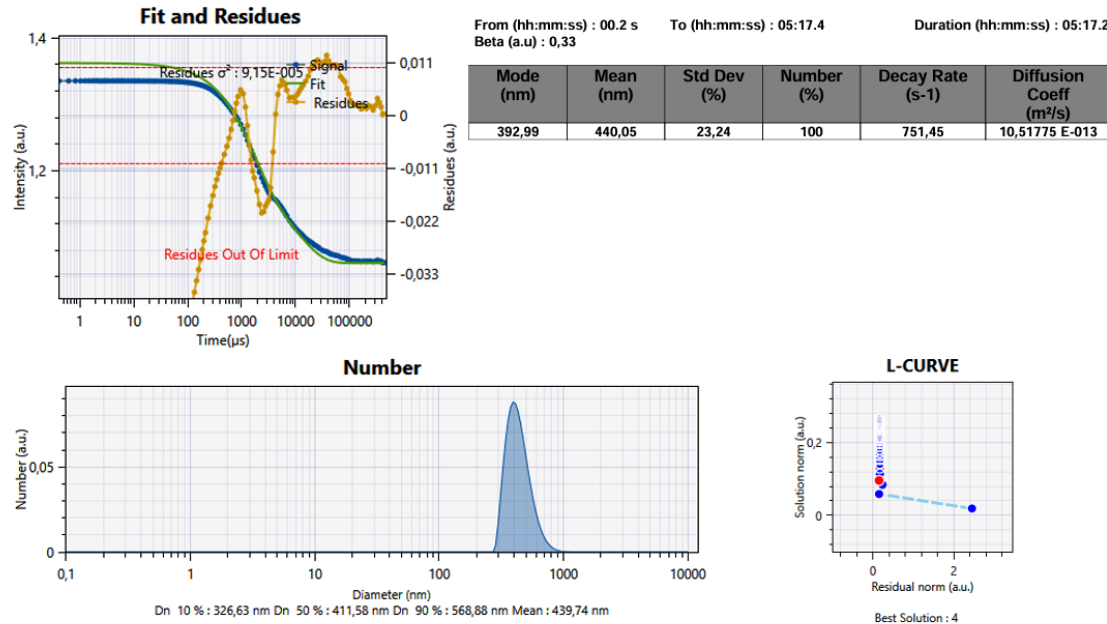 Fit and Residues
From (hh:mm:ss) : 00.2 s To (hh:mm:ss) : 05:17.4 Duration (hh:mm:ss) : 05:17.2
Beta (a.u) : 0,33
Mode (nm) Mean (nm) Std Dev (%) Number (%) Decay Rate (s-1) Diffusion Coeff (m²/s)
392,99 440,05 23,24 100 751,45 10,51775 E-013
1,4
1,2
Intensity (a.u.)
Residues σ² : 9,15E-005
Signal
Fit
Residues
Residues Out Of Limit
0,011
0
-0,011
-0,022
-0,033
Residues (a.u.)
1 10 100 1000 10000 100000
Time(µs)
Number
Number (a.u.)
0,05
0
0,1 1 10 100 1000 10000
Diameter (nm)
Dn 10 % : 326,63 nm Dn 50 % : 411,58 nm Dn 90 % : 568,88 nm Mean : 439,74 nm
L-CURVE
Solution norm (a.u.)
0,2
0
0 2
Residual norm (a.u.)
Best Solution : 4